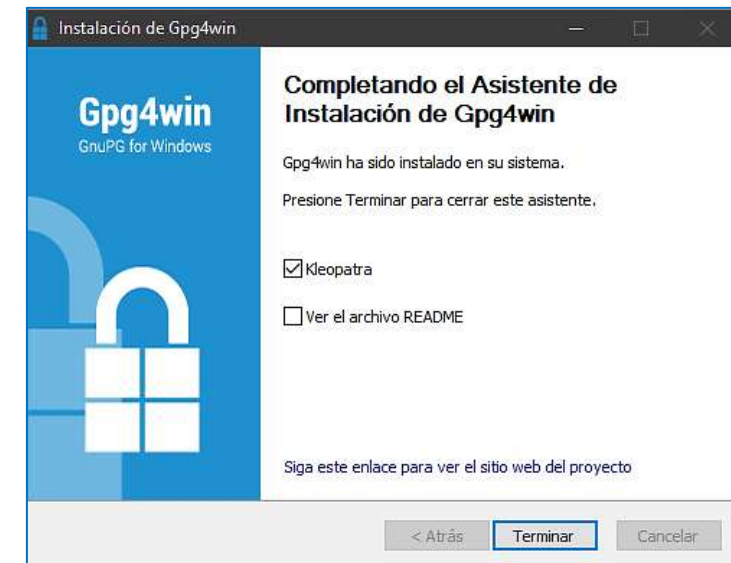 Instalación de Gpg4win
Gpg4win
GnuPG for Windows
Completando el Asistente de
Instalación de Gpg4win
Gpg4win ha sido instalado en su sistema.
Presione Terminar para cerrar este asistente.
Kleopatra
Ver el archivo README
Siga este enlace para ver el sitio web del proyecto
< Atrás
Terminar
Cancelar